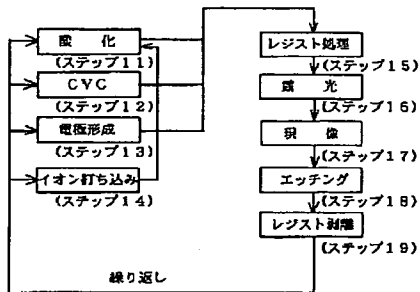 酸化
(ステップ11)
CVC
(ステップ12)
電極形成
(ステップ13)
イオン打ち込み
(ステップ14)
レジスト処理
(ステップ15)
露光
(ステップ16)
現像
(ステップ17)
エッチング
(ステップ18)
レジスト剥離
(ステップ19)
繰り返し